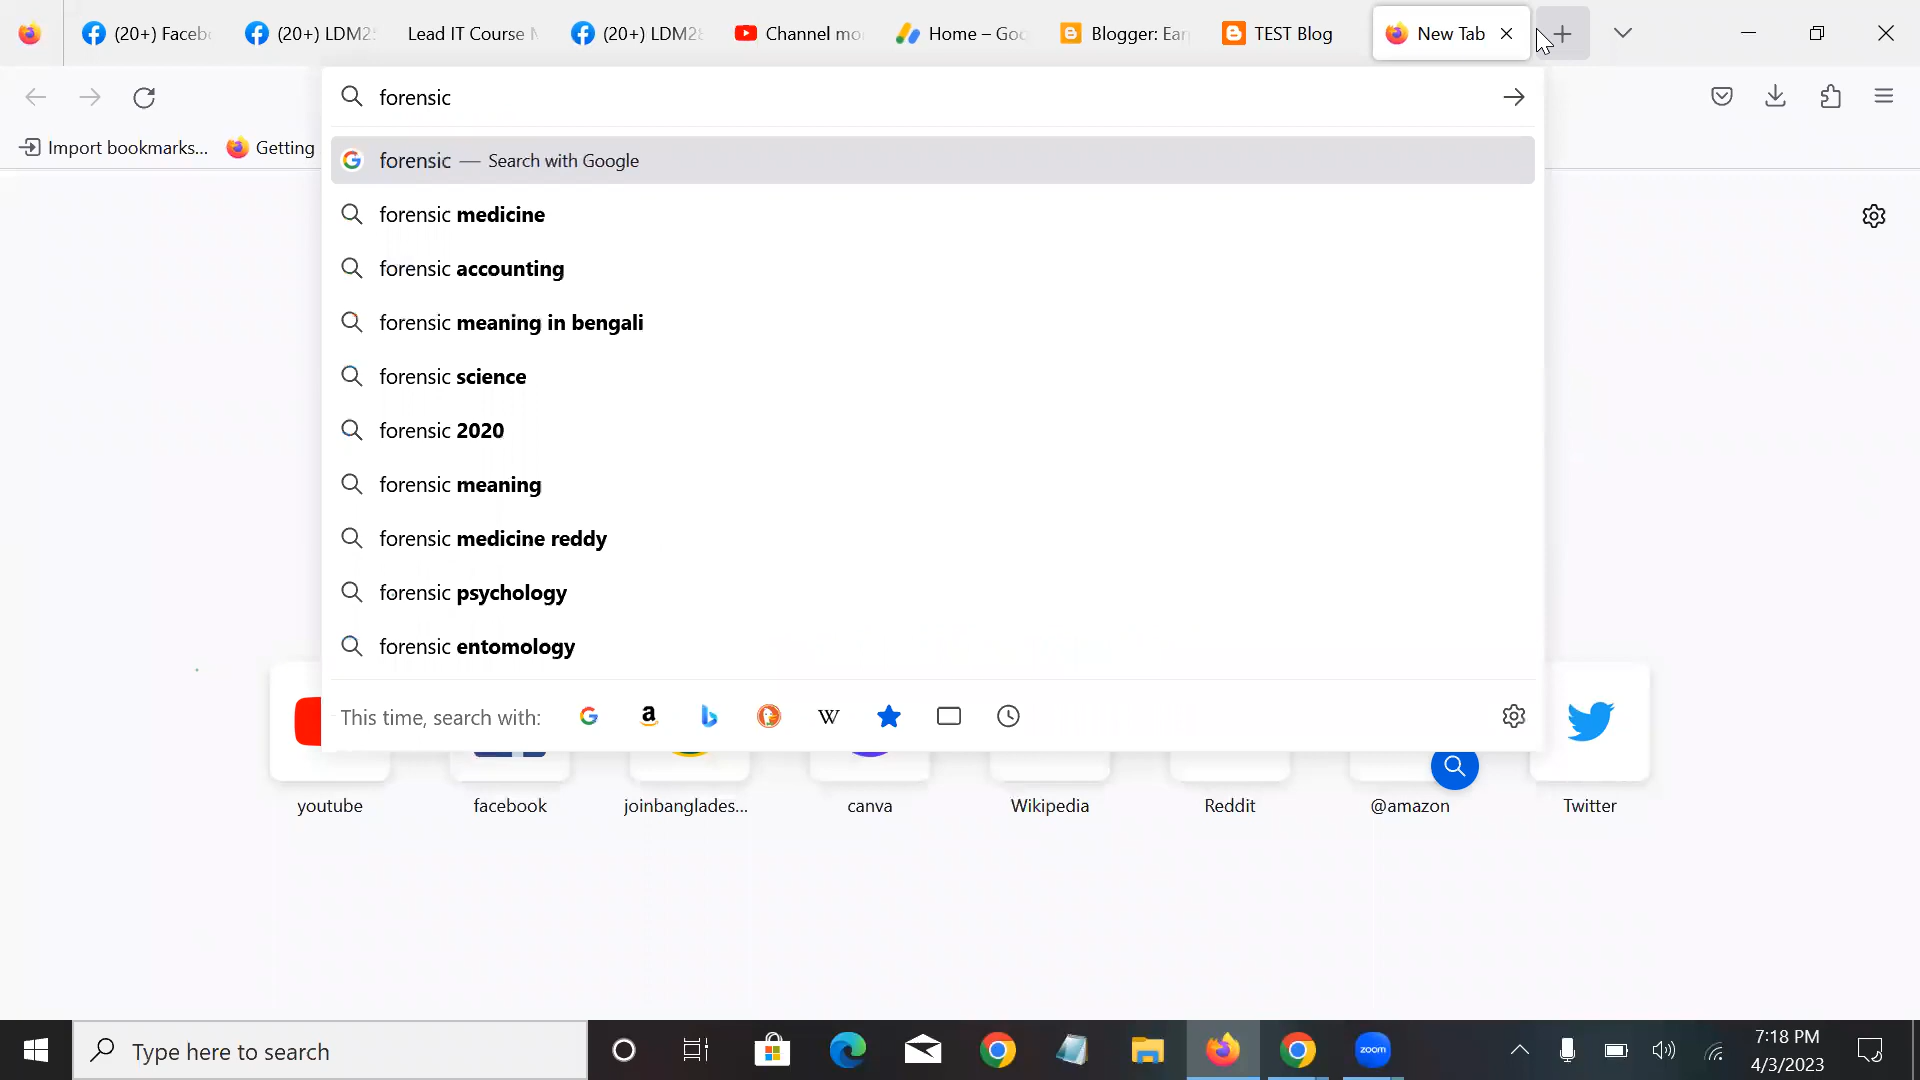 (20+) Faceb
(20+) LDM2
Lead IT Course
(20+) LDM2
Channel mo
Home – Goo
Blogger: Ear
TEST Blog
New Tab
forensic
Import bookmarks...
Getting
forensic — Search with Google
forensic medicine
forensic accounting
forensic meaning in bengali
forensic science
forensic 2020
forensic meaning
forensic medicine reddy
forensic psychology
forensic entomology
This time, search with:
youtube
facebook
joinbanglades...
canva
Wikipedia
Reddit
@amazon
Twitter
Type here to search
zoom
7:18 PM
4/3/2023